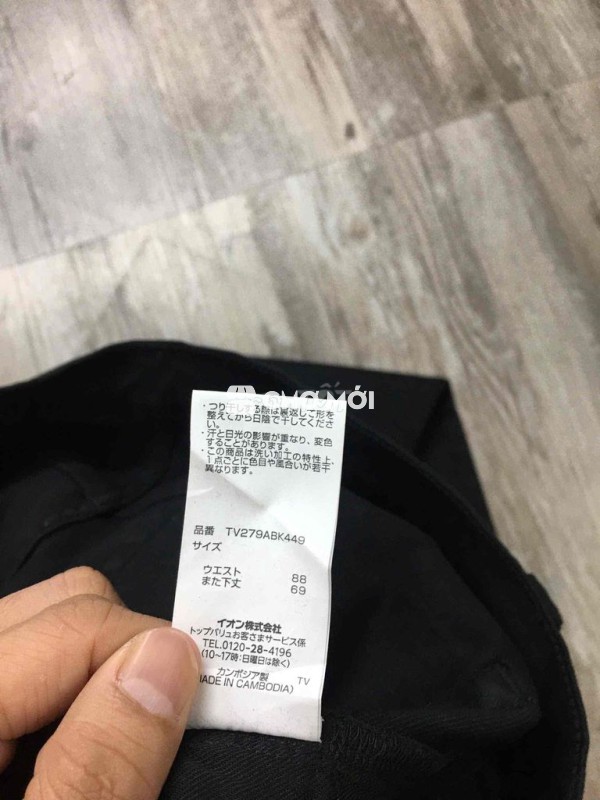 ・つり干しする際は裏返して形を
整えてから日陰で干してくださ
い。
・汗と日光の影響が重なり、変色
することがあります。
・この商品は洗い加工の特性上、
1点ごとに色目や風合いが若干
異なります。
品番 TV279ABK449
サイズ
ウエスト 88
また下丈 69
イオン株式会社
トップバリュお客さまサービス係
TEL.0120-28-4196
(10~17時:日曜日は除く)
カンボジア製 TV
MADE IN CAMBODIA)